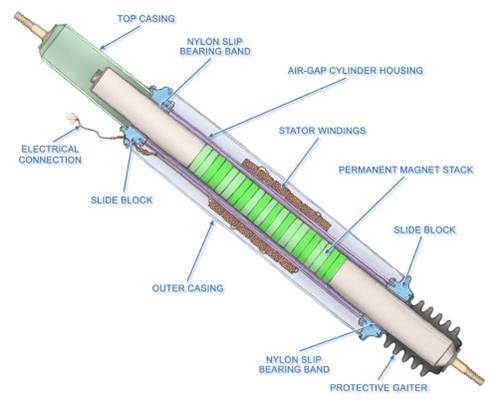 TOP CASING
NYLON SLIP
BEARING BAND
AIR-GAP CYLINDER HOUSING
STATOR WINDINGS
ELECTRICAL
CONNECTION
PERMANENT MAGNET STACK
SLIDE BLOCK
SLIDE BLOCK
OUTER CASING
NYLON SLIP
BEARING BAND
PROTECTIVE GAITER